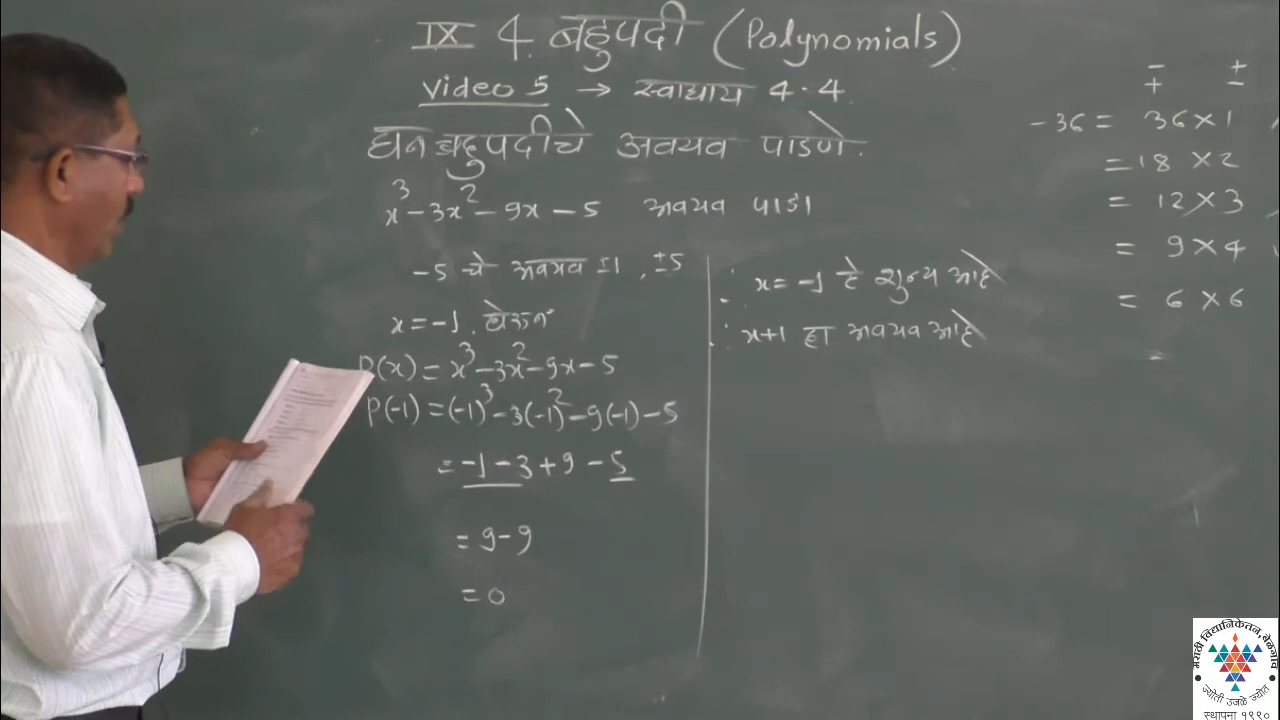 IX 4. बहुपदी (Polynomials)
Video 5 → स्वाध्याय 4.4.
घन बहुपदीचे अवयव पाडणे.
x³ - 3x² - 9x - 5 अवयव पाडा
-5 चे अवयव ±1, ±5
x = -1 घेऊन
P(x) = x³ - 3x² - 9x - 5
P(-1) = (-1)³ - 3(-1)² - 9(-1) - 5
= -1 - 3 + 9 - 5
= 9 - 9
= 0
∴ x = -1 हे शून्य आहे
∴ x+1 हा अवयव आहे
- +
+ -
-36 = 36 × 1
= 18 × 2
= 12 × 3
= 9 × 4
= 6 × 6
=
मराठी विद्यानिकेतन, बेळगाव
ज्योती उजळे ज्योत
स्थापना १९९०